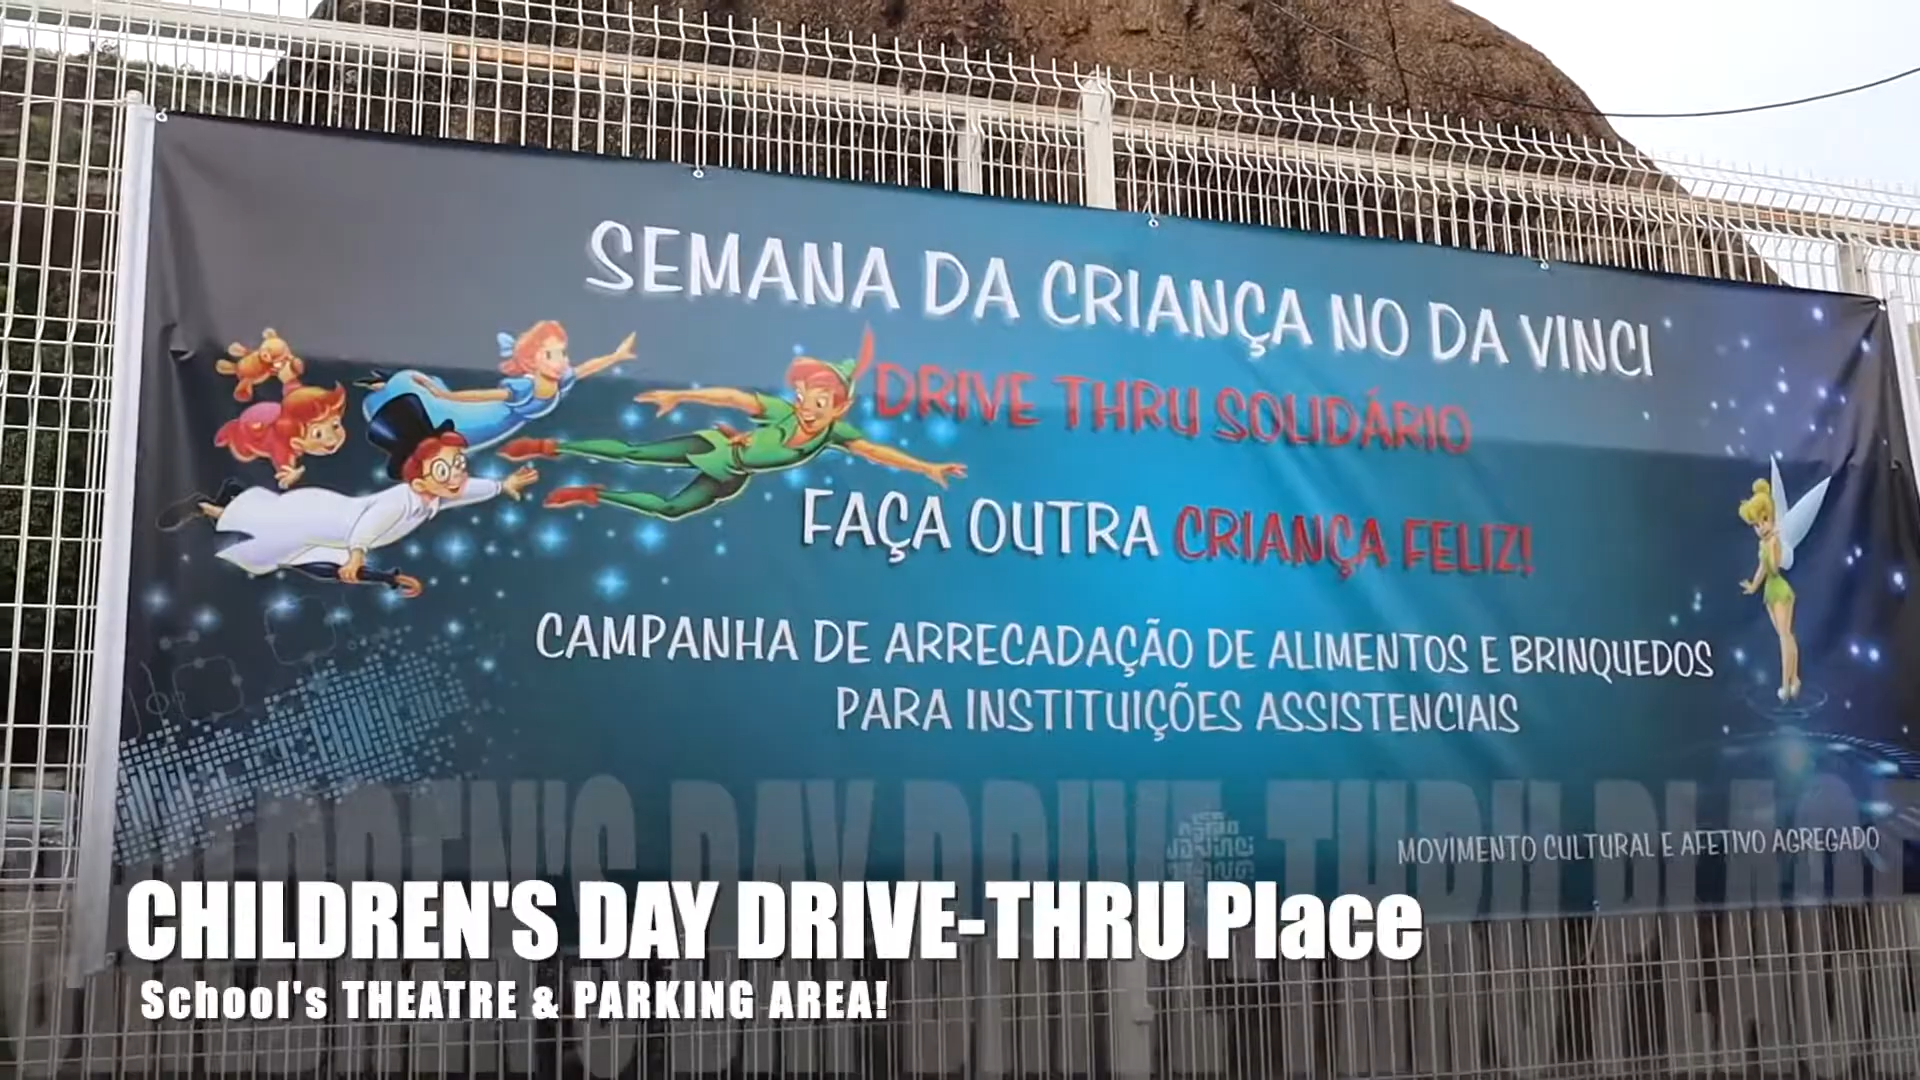 SEMANA DA CRIANÇA NO DA VINCI
DRIVE THRU SOLIDÁRIO
FAÇA OUTRA CRIANÇA FELIZ!
CAMPANHA DE ARRECADAÇÃO DE ALIMENTOS E BRINQUEDOS
PARA INSTITUIÇÕES ASSISTENCIAIS
MOVIMENTO CULTURAL E AFETIVO AGREGADO
CHILDREN'S DAY DRIVE-THRU Place
School's THEATRE & PARKING AREA!